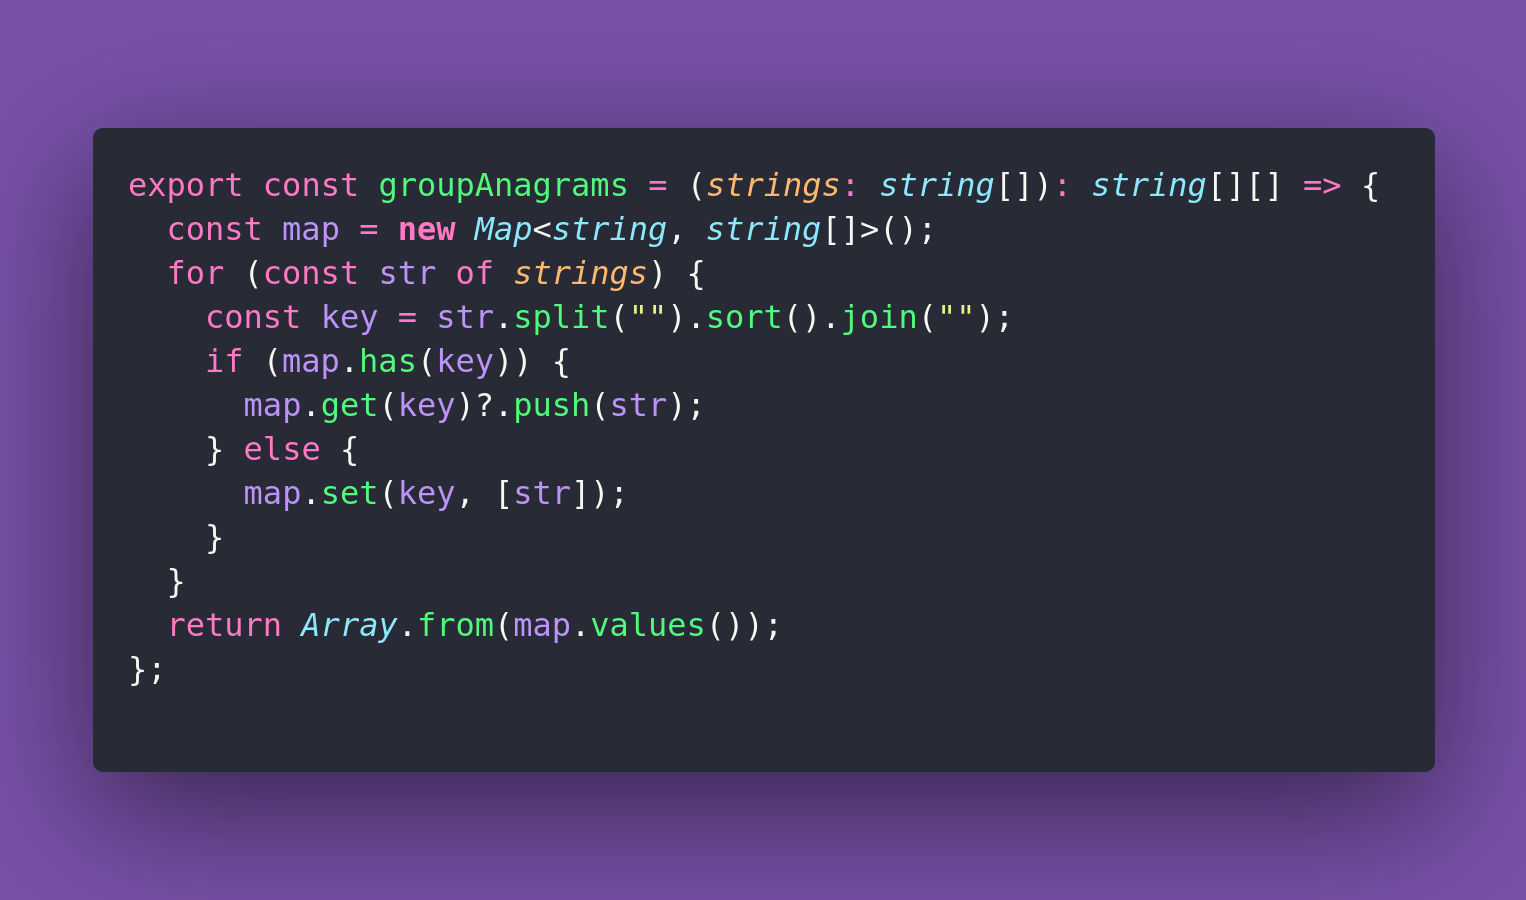 export const groupAnagrams = (strings: string[]): string[][] => {
  const map = new Map<string, string[]>();
  for (const str of strings) {
    const key = str.split("").sort().join("");
    if (map.has(key)) {
      map.get(key)?.push(str);
    } else {
      map.set(key, [str]);
    }
  }
  return Array.from(map.values());
};